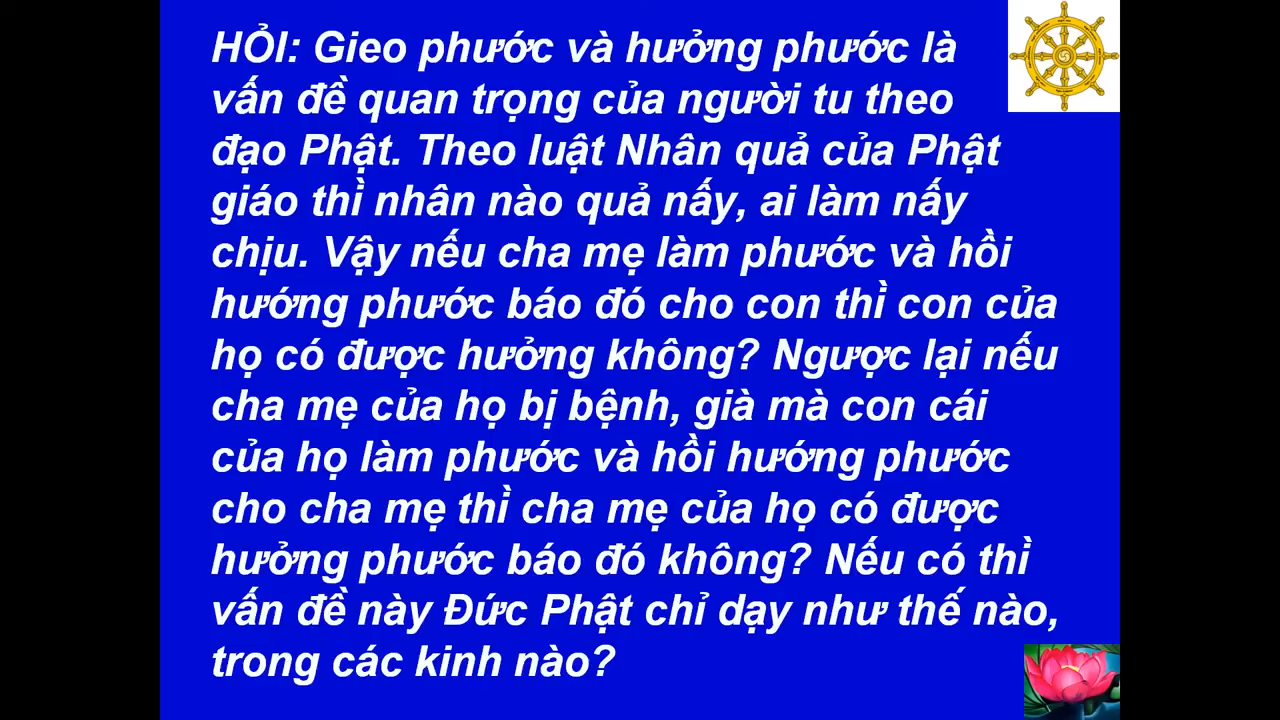 HỎI: Gieo phước và hưởng phước là
vấn đề quan trọng của người tu theo
đạo Phật. Theo luật Nhân quả của Phật
giáo thì nhân nào quả nấy, ai làm nấy
chịu. Vậy nếu cha mẹ làm phước và hồi
hướng phước báo đó cho con thì con của
họ có được hưởng không? Ngược lại nếu
cha mẹ của họ bị bệnh, già mà con cái
của họ làm phước và hồi hướng phước
cho cha mẹ thì cha mẹ của họ có được
hưởng phước báo đó không? Nếu có thì
vấn đề này Đức Phật chỉ dạy như thế nào,
trong các kinh nào?